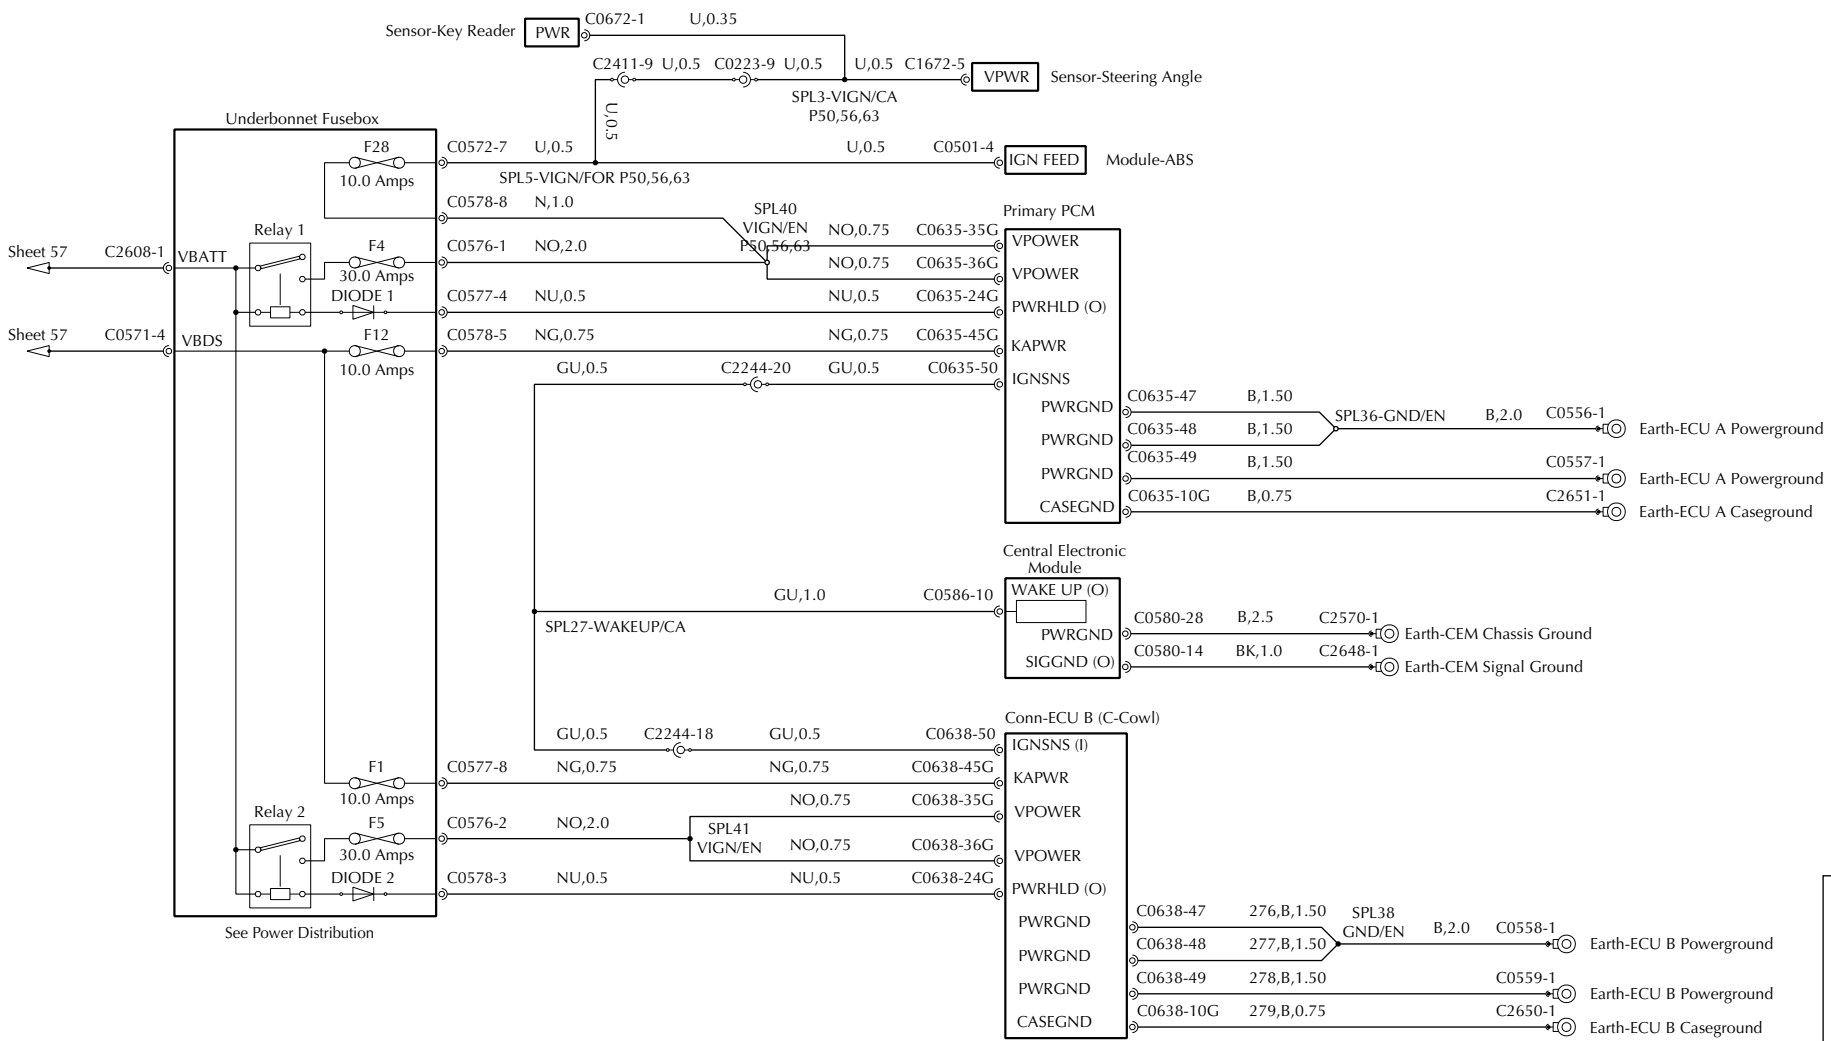 C0672-1 U,0.35
Sensor-Key Reader PWR
C2411-9 U,0.5 C0223-9 U,0.5 U,0.5 C1672-5 VPWR Sensor-Steering Angle
SPL3-VIGN/CA
P50,56,63
U,0.5
Underbonnet Fusebox
F28 C0572-7 U,0.5 U,0.5 C0501-4 IGN FEED Module-ABS
10.0 Amps SPL5-VIGN/FOR P50,56,63
C0578-8 N,1.0
SPL40
VIGN/EN
P50,56,63
Primary PCM
Relay 1
NO,0.75 C0635-35G VPOWER
Sheet 57 C2608-1 VBATT F4 C0576-1 NO,2.0
30.0 Amps
NO,0.75 C0635-36G VPOWER
DIODE 1 C0577-4 NU,0.5 NU,0.5 C0635-24G PWRHLD (O)
Sheet 57 C0571-4 VBDS F12 C0578-5 NG,0.75 NG,0.75 C0635-45G KAPWR
10.0 Amps
GU,0.5 C2244-20 GU,0.5 C0635-50 IGNSNS
PWRGND C0635-47 B,1.50
SPL36-GND/EN B,2.0 C0556-1 Earth-ECU A Powerground
PWRGND C0635-48 B,1.50
PWRGND C0635-49 B,1.50 C0557-1 Earth-ECU A Powerground
CASEGND C0635-10G B,0.75 C2651-1 Earth-ECU A Caseground
Central Electronic
Module
WAKE UP (O)
GU,1.0 C0586-10
SPL27-WAKEUP/CA
PWRGND C0580-28 B,2.5 C2570-1 Earth-CEM Chassis Ground
SIGGND (O) C0580-14 BK,1.0 C2648-1 Earth-CEM Signal Ground
Conn-ECU B (C-Cowl)
GU,0.5 C2244-18 GU,0.5 C0638-50 IGNSNS (I)
F1 C0577-8 NG,0.75 NG,0.75 C0638-45G KAPWR
10.0 Amps
NO,0.75 C0638-35G VPOWER
Relay 2
F5 C0576-2 NO,2.0
30.0 Amps
SPL41
VIGN/EN
NO,0.75 C0638-36G VPOWER
DIODE 2 C0578-3 NU,0.5 NU,0.5 C0638-24G PWRHLD (O)
See Power Distribution
PWRGND C0638-47 276,B,1.50
SPL38
GND/EN
B,2.0 C0558-1 Earth-ECU B Powerground
PWRGND C0638-48 277,B,1.50
PWRGND C0638-49 278,B,1.50 C0559-1 Earth-ECU B Powerground
CASEGND C0638-10G 279,B,0.75 C2650-1 Earth-ECU B Caseground